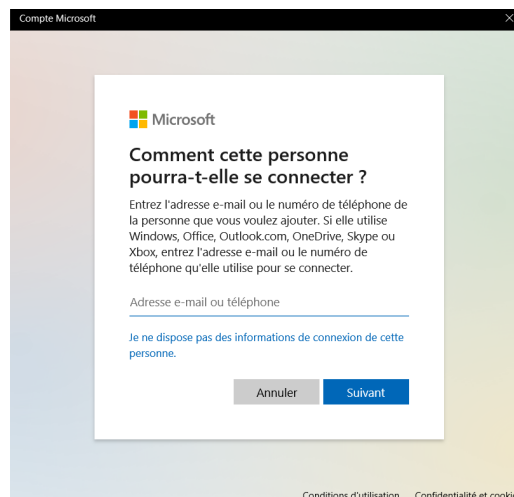 Compte Microsoft
Microsoft
Comment cette personne
pourra-t-elle se connecter ?
Entrez l'adresse e-mail ou le numéro de téléphone de
la personne que vous voulez ajouter. Si elle utilise
Windows, Office, Outlook.com, OneDrive, Skype ou
Xbox, entrez l'adresse e-mail ou le numéro de
téléphone qu'elle utilise pour se connecter.
Adresse e-mail ou téléphone
Je ne dispose pas des informations de connexion de cette
personne.
Annuler Suivant
Conditions d'utilisation Confidentialité et cookie